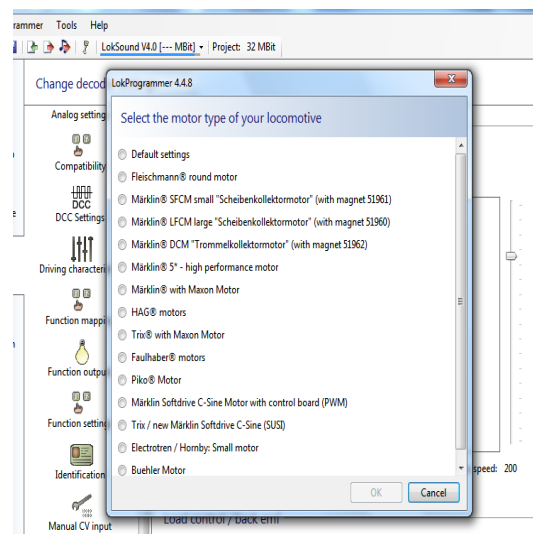 rammer Tools Help
LokSound V4.0 [--- MBit] Project: 32 MBit
Change decod
LokProgrammer 4.4.8
Select the motor type of your locomotive
Default settings
Fleischmann® round motor
Märklin® SFCM small "Scheibenkollektormotor" (with magnet 51961)
Märklin® LFCM large "Scheibenkollektormotor" (with magnet 51960)
Märklin® DCM "Trommelkollektormotor" (with magnet 51962)
Märklin® 5* - high performance motor
Märklin® with Maxon Motor
HAG® motors
Trix® with Maxon Motor
Faulhaber® motors
Piko® Motor
Märklin Softdrive C-Sine Motor with control board (PWM)
Trix / new Märklin Softdrive C-Sine (SUSI)
Electrotren / Hornby: Small motor
Buehler Motor
OK Cancel
Analog setting
Compatibility
DCC
DCC Settings
Driving characteri
Function mappi
Function outpu
Function setting
Identification
Manual CV input
speed: 200
Load control / back emf